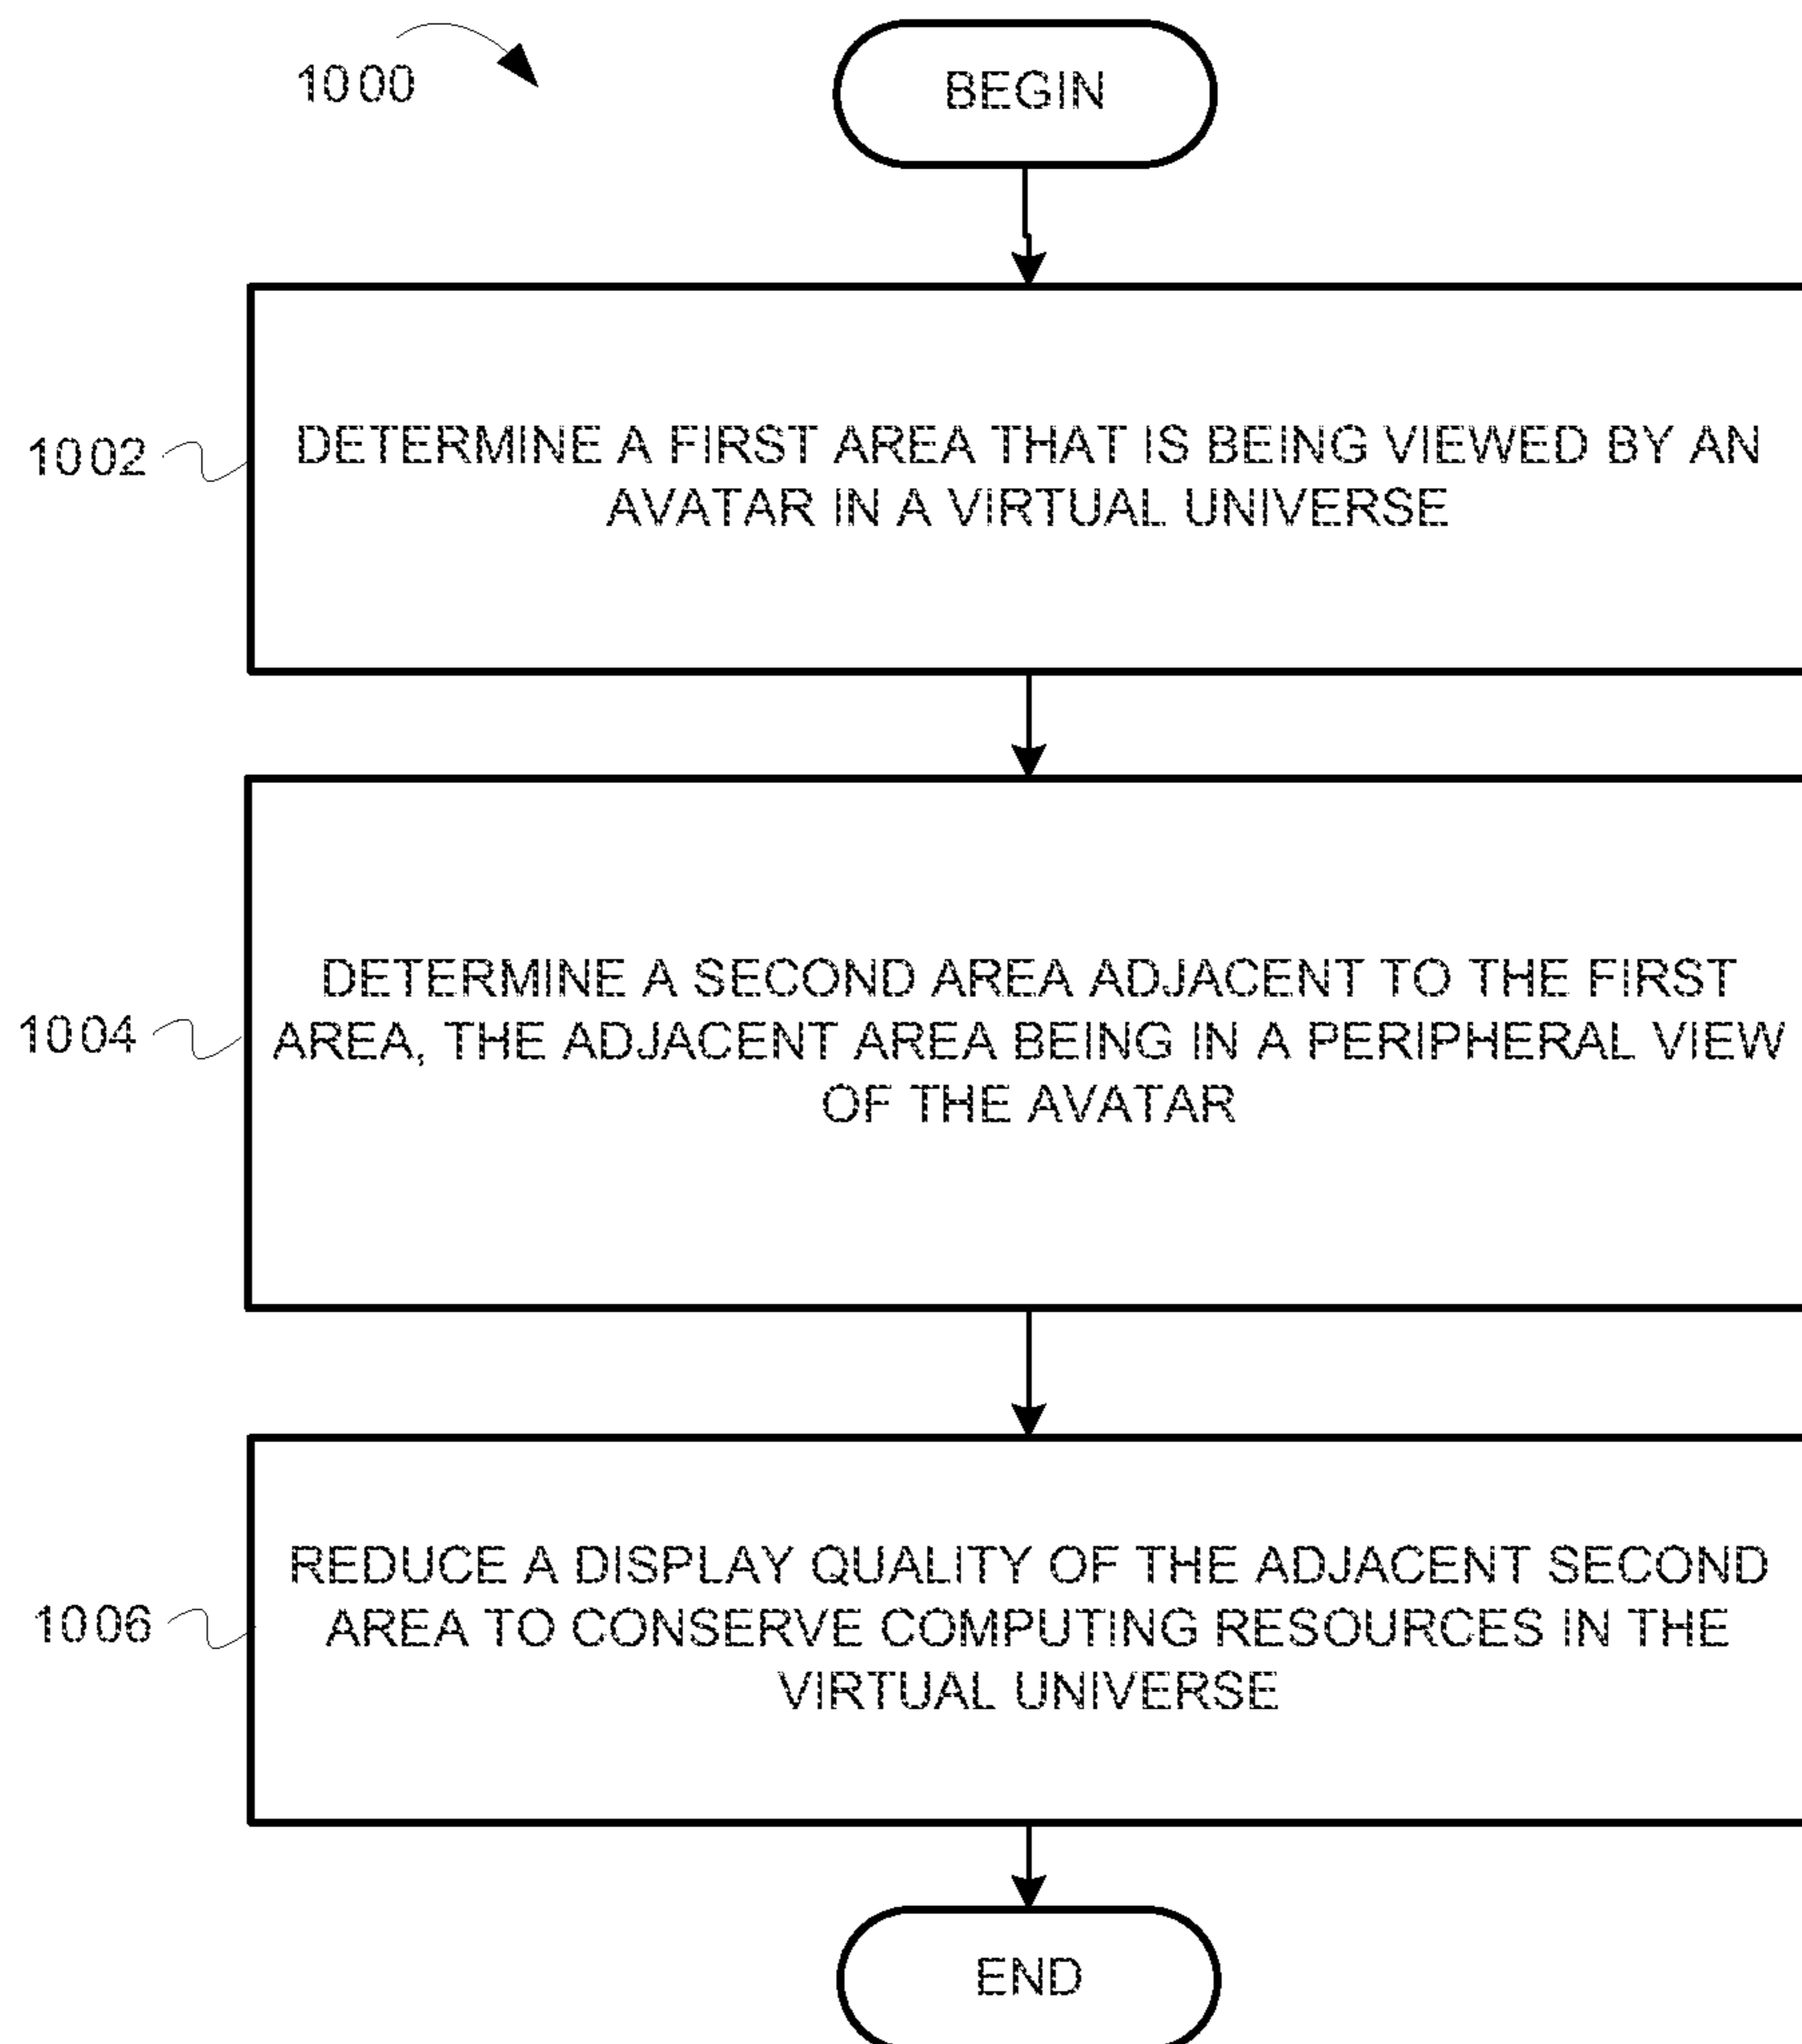 1000
BEGIN
1002
DETERMINE A FIRST AREA THAT IS BEING VIEWED BY AN
AVATAR IN A VIRTUAL UNIVERSE
1004
DETERMINE A SECOND AREA ADJACENT TO THE FIRST
AREA, THE ADJACENT AREA BEING IN A PERIPHERAL VIEW
OF THE AVATAR
1006
REDUCE A DISPLAY QUALITY OF THE ADJACENT SECOND
AREA TO CONSERVE COMPUTING RESOURCES IN THE
VIRTUAL UNIVERSE
END